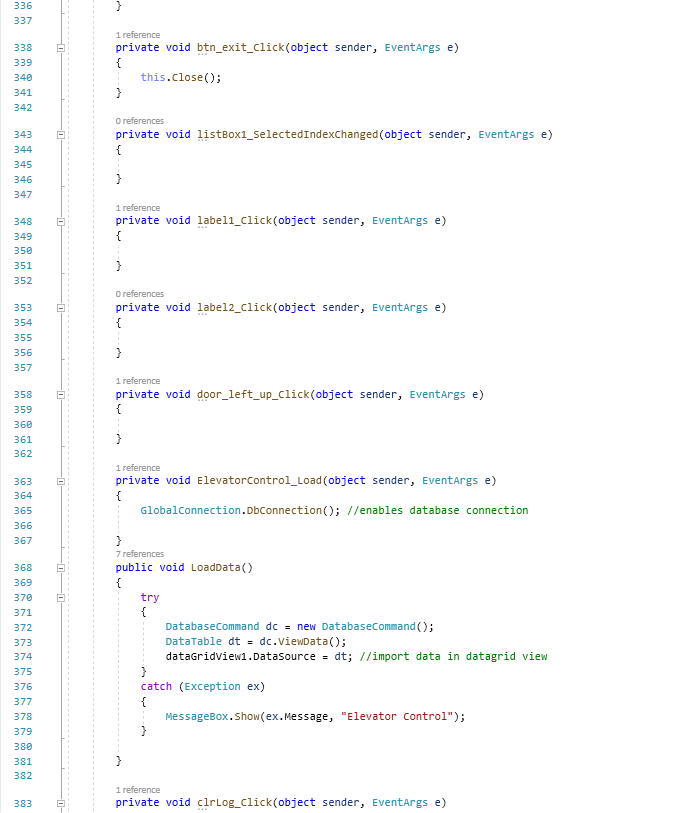 336 }
337
1 reference
338 private void btn_exit_Click(object sender, EventArgs e)
339 {
340 this.Close();
341 }
342
0 references
343 private void listBox1_SelectedIndexChanged(object sender, EventArgs e)
344 {
345
346 }
347
1 reference
348 private void label1_Click(object sender, EventArgs e)
349 {
350
351 }
352
0 references
353 private void label2_Click(object sender, EventArgs e)
354 {
355
356 }
357
1 reference
358 private void door_left_up_Click(object sender, EventArgs e)
359 {
360
361 }
362
1 reference
363 private void ElevatorControl_Load(object sender, EventArgs e)
364 {
365 GlobalConnection.DbConnection(); //enables database connection
366
367 }
7 references
368 public void LoadData()
369 {
370 try
371 {
372 DatabaseCommand dc = new DatabaseCommand();
373 DataTable dt = dc.ViewData();
374 dataGridView1.DataSource = dt; //import data in datagrid view
375 }
376 catch (Exception ex)
377 {
378 MessageBox.Show(ex.Message, "Elevator Control");
379 }
380
381 }
382
1 reference
383 private void clrLog_Click(object sender, EventArgs e)